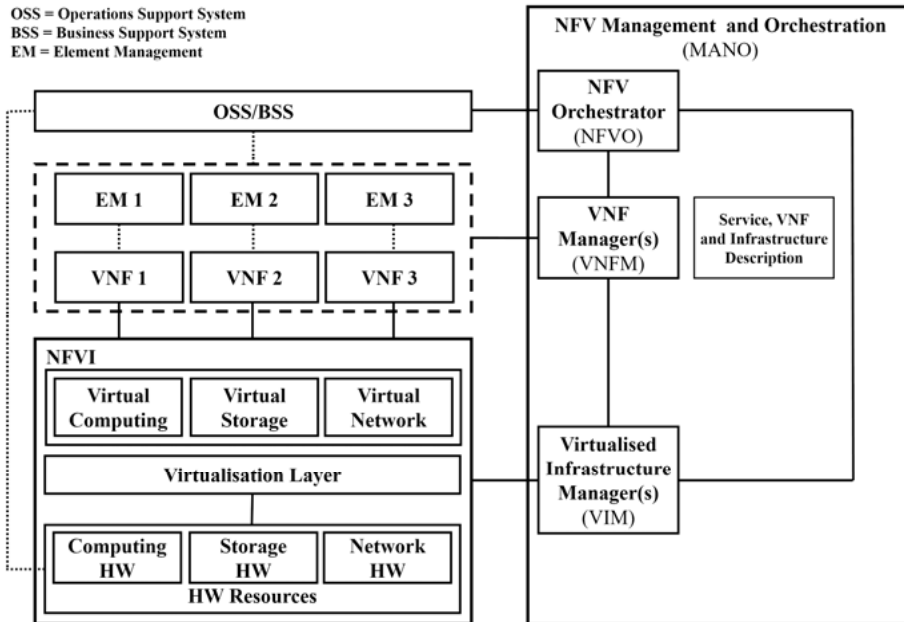 OSS = Operations Support System
BSS = Business Support System
EM = Element Management
NFV Management and Orchestration
(MANO)
OSS/BSS
NFV
Orchestrator
(NFVO)
EM 1
EM 2
EM 3
VNF
Manager(s)
(VNFM)
Service, VNF
and Infrastructure
Description
VNF 1
VNF 2
VNF 3
NFVI
Virtual
Computing
Virtual
Storage
Virtual
Network
Virtualisation Layer
Virtualised
Infrastructure
Manager(s)
(VIM)
Computing
HW
Storage
HW
Network
HW
HW Resources